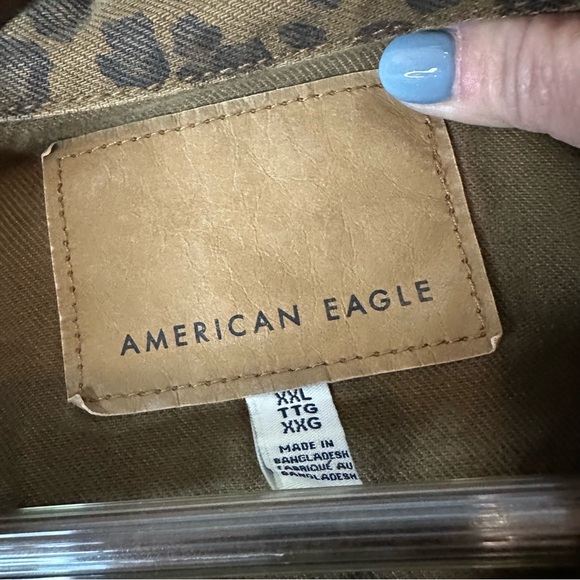 AMERICAN EAGLE
XXL
TTG
XXG
MADE IN
BANGLADESH
FABRIQUÉ AU
BANGLADESH